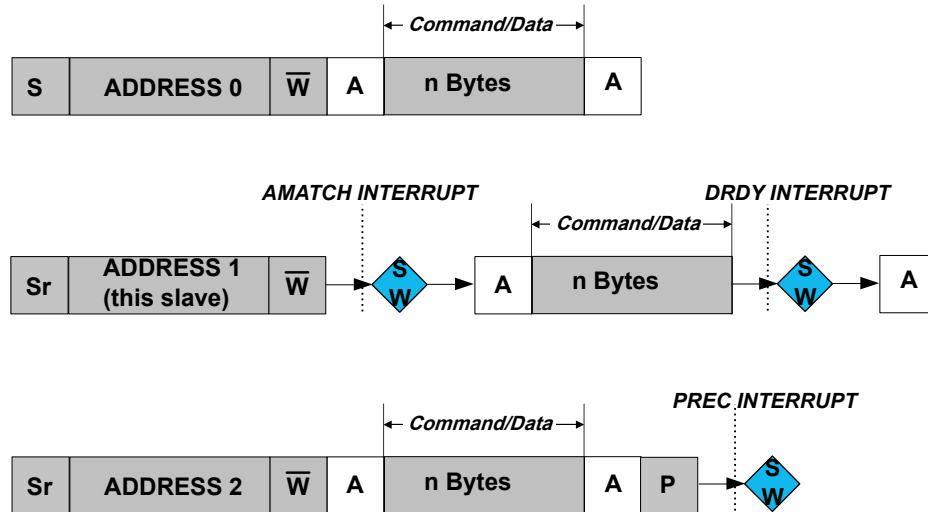 Command/Data
S ADDRESS 0 W̅ A n Bytes A
AMATCH INTERRUPT DRDY INTERRUPT
Command/Data
Sr ADDRESS 1 (this slave) W̅ S W A n Bytes S W A
PREC INTERRUPT
Command/Data
Sr ADDRESS 2 W̅ A n Bytes A P S W